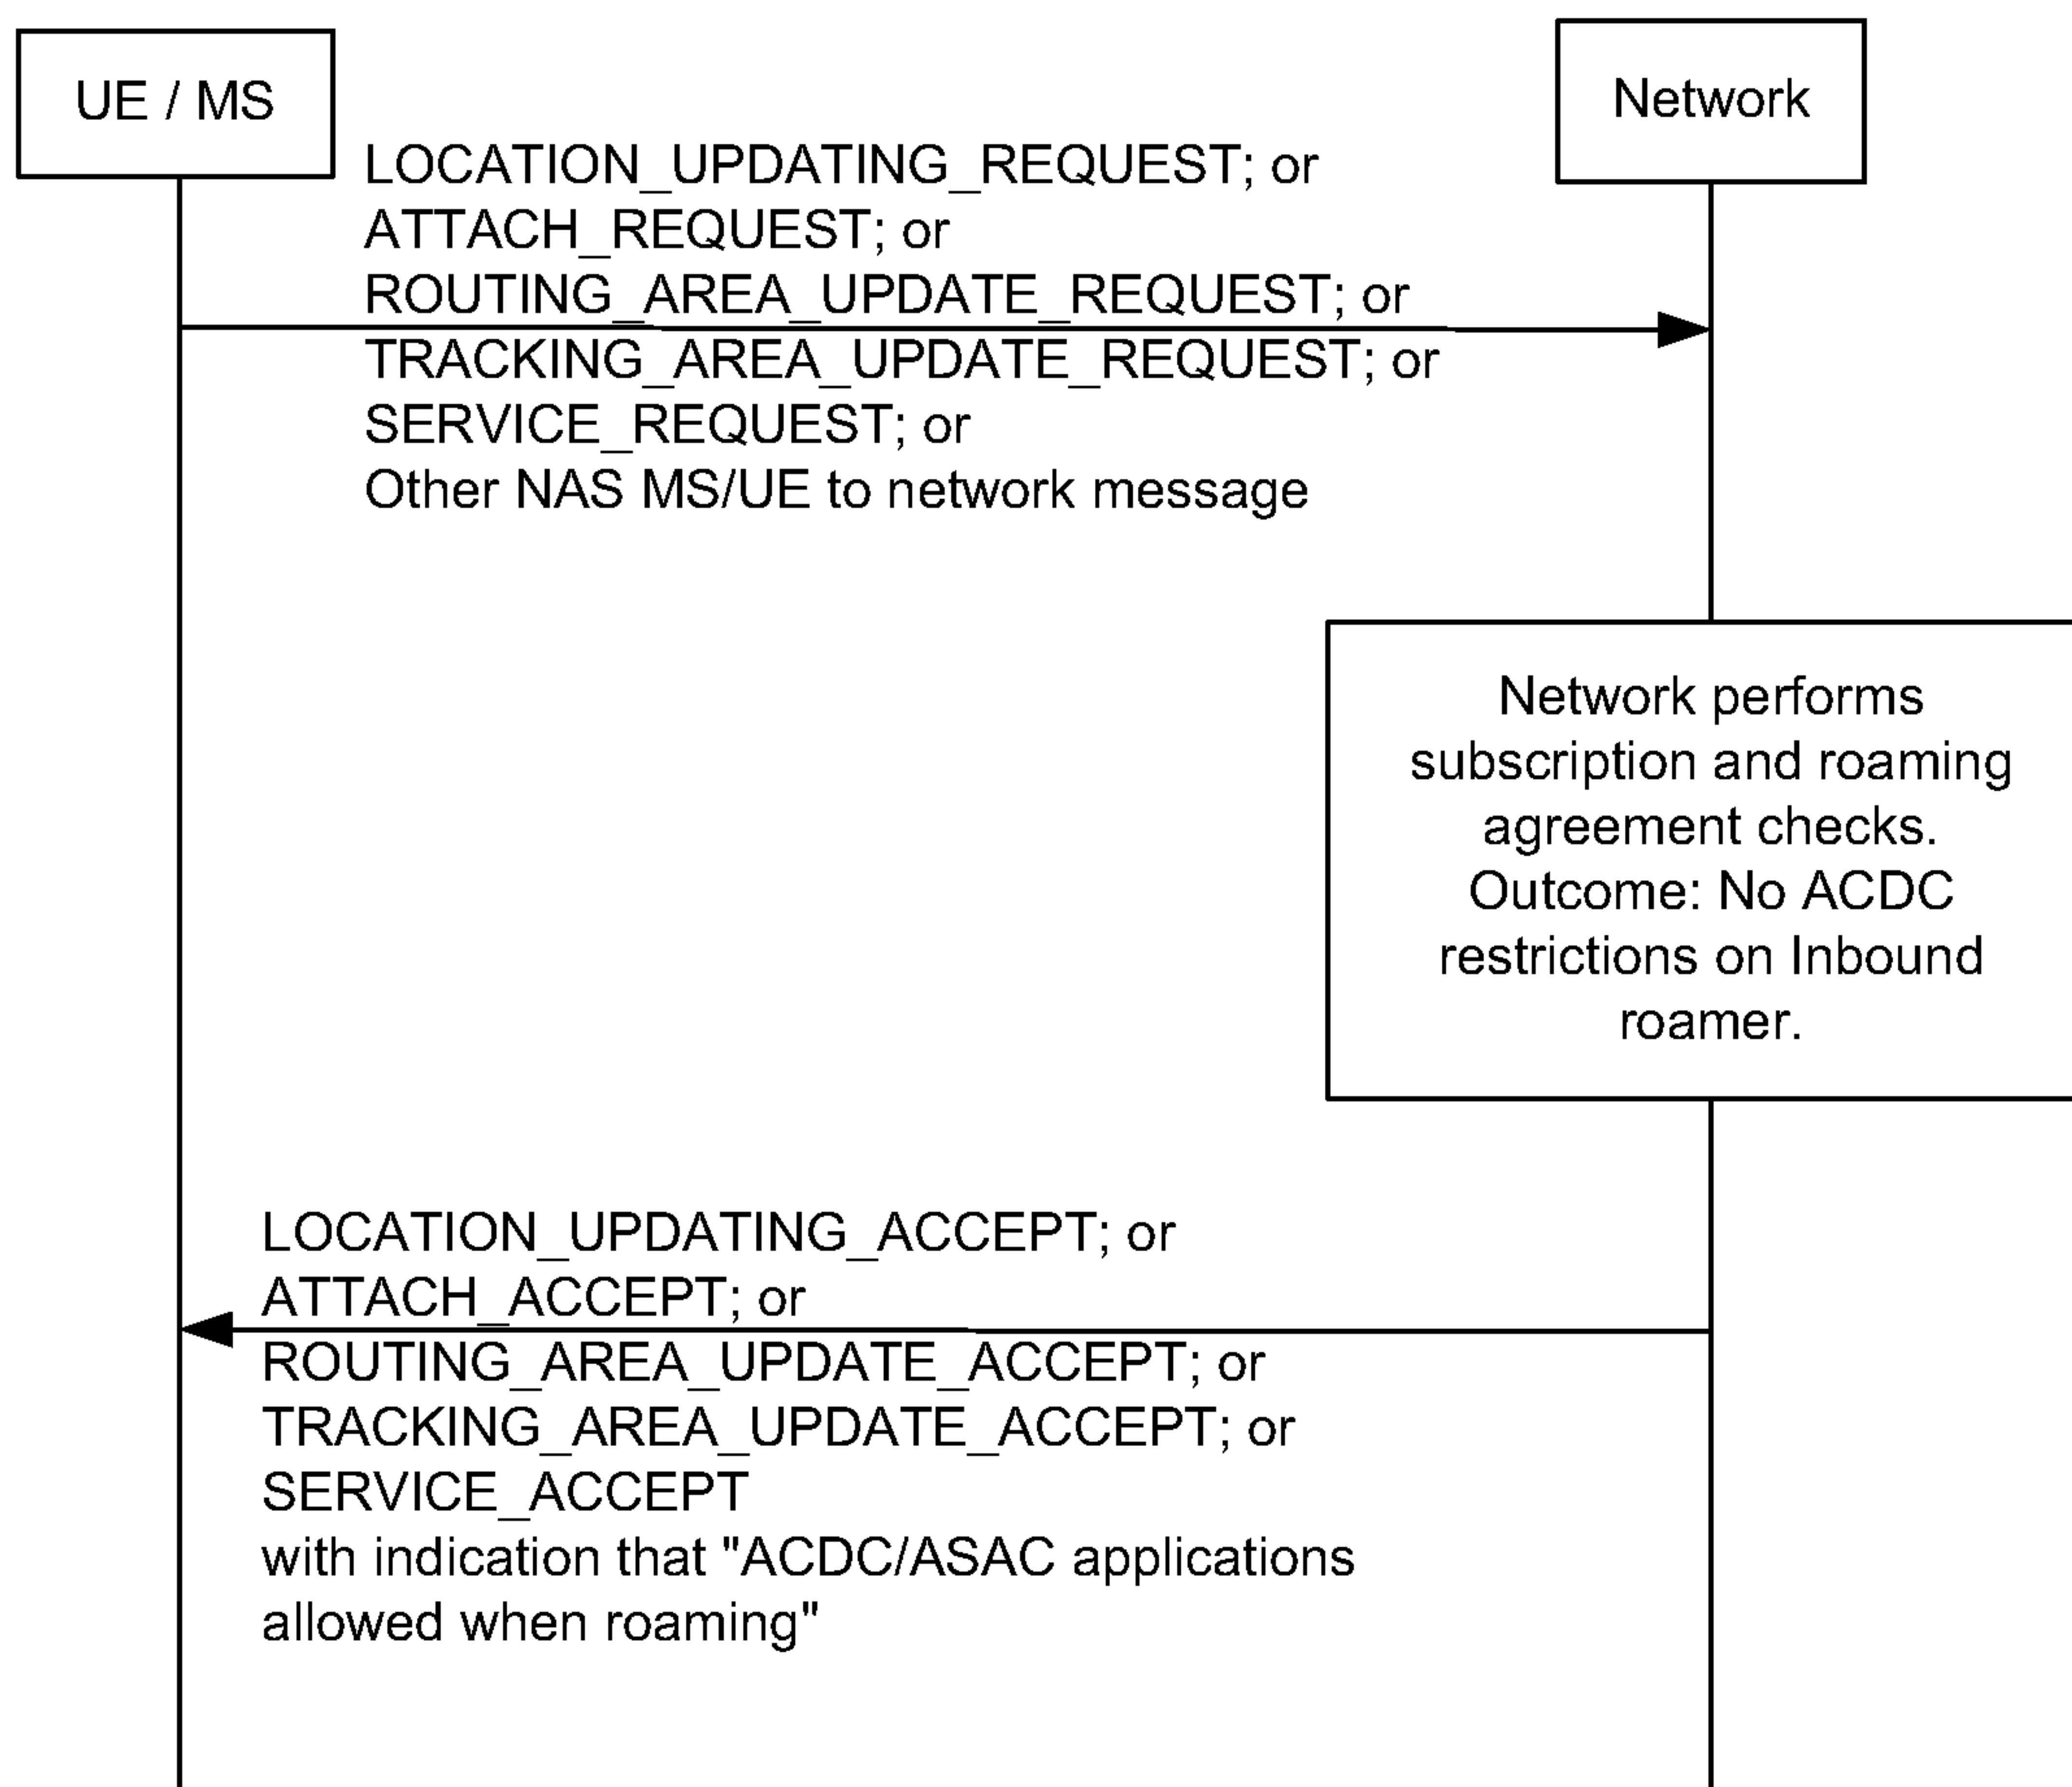 UE / MS
Network
LOCATION_UPDATING_REQUEST; or
ATTACH_REQUEST; or
ROUTING_AREA_UPDATE_REQUEST; or
TRACKING_AREA_UPDATE_REQUEST; or
SERVICE_REQUEST; or
Other NAS MS/UE to network message
Network performs
subscription and roaming
agreement checks.
Outcome: No ACDC
restrictions on Inbound
roamer.
LOCATION_UPDATING_ACCEPT; or
ATTACH_ACCEPT; or
ROUTING_AREA_UPDATE_ACCEPT; or
TRACKING_AREA_UPDATE_ACCEPT; or
SERVICE_ACCEPT
with indication that "ACDC/ASAC applications
allowed when roaming"